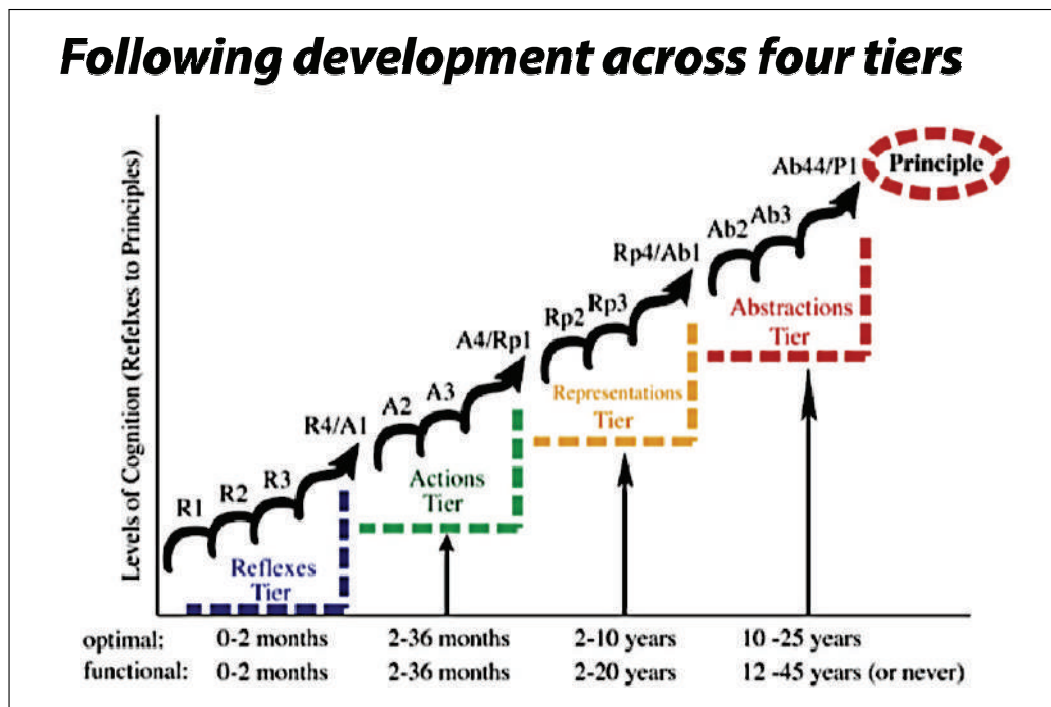 Following development across four tiers
Levels of Cognition (Refelxes to Principles)
Ab44/P1
Principle
Ab2 Ab3
Rp4/Ab1
Abstractions
Tier
Rp2 Rp3
A4/Rp1
Representations
Tier
A2 A3
R4/A1
Actions
Tier
R1 R2 R3
Reflexes
Tier
optimal: 0-2 months 2-36 months 2-10 years 10 -25 years
functional: 0-2 months 2-36 months 2-20 years 12 -45 years (or never)